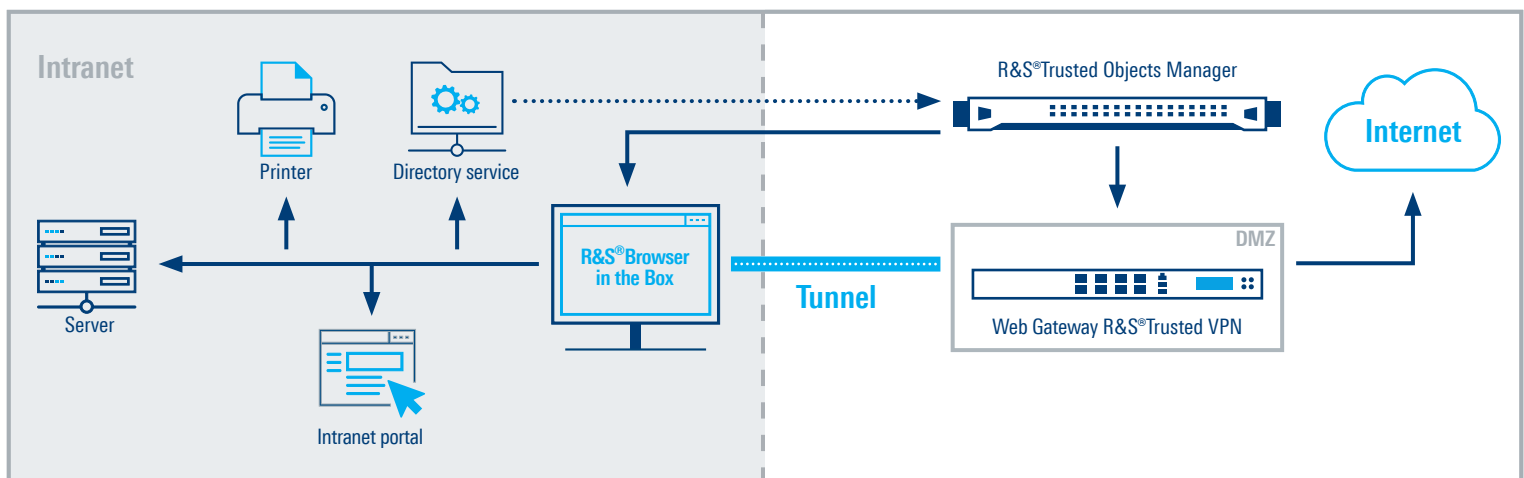 Intranet
Printer
Directory service
R&S®Trusted Objects Manager
Internet
Server
R&S®Browser
in the Box
Tunnel
DMZ
Web Gateway R&S®Trusted VPN
Intranet portal